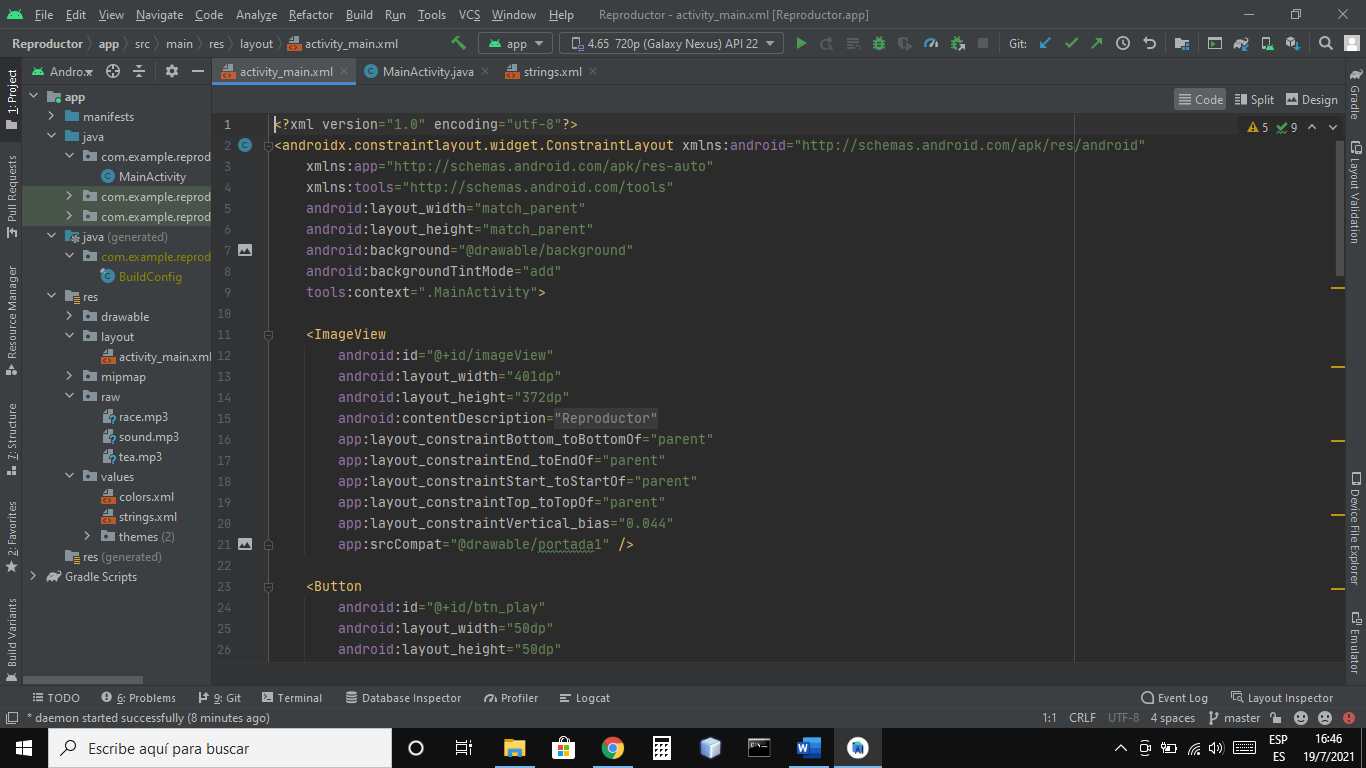 File Edit View Navigate Code Analyze Refactor Build Run Tools VCS Window Help Reproductor - activity_main.xml [Reproductor.app]
Reproductor app src main res layout activity_main.xml app 4.65 720p (Galaxy Nexus) API 22 Git:
Andro... activity_main.xml MainActivity.java strings.xml
Code Split Design
1: Project
Pull Requests
Resource Manager
7: Structure
2: Favorites
Build Variants
app
manifests
java
com.example.reprod
MainActivity
com.example.reprod
com.example.reprod
java (generated)
com.example.reprod
BuildConfig
res
drawable
layout
activity_main.xml
mipmap
raw
race.mp3
sound.mp3
tea.mp3
values
colors.xml
strings.xml
themes (2)
res (generated)
Gradle Scripts
5 9
1 <?xml version="1.0" encoding="utf-8"?>
2 <androidx.constraintlayout.widget.ConstraintLayout xmlns:android="http://schemas.android.com/apk/res/android"
3 xmlns:app="http://schemas.android.com/apk/res-auto"
4 xmlns:tools="http://schemas.android.com/tools"
5 android:layout_width="match_parent"
6 android:layout_height="match_parent"
7 android:background="@drawable/background"
8 android:backgroundTintMode="add"
9 tools:context=".MainActivity">
10
11 <ImageView
12 android:id="@+id/imageView"
13 android:layout_width="401dp"
14 android:layout_height="372dp"
15 android:contentDescription="Reproductor"
16 app:layout_constraintBottom_toBottomOf="parent"
17 app:layout_constraintEnd_toEndOf="parent"
18 app:layout_constraintStart_toStartOf="parent"
19 app:layout_constraintTop_toTopOf="parent"
20 app:layout_constraintVertical_bias="0.044"
21 app:srcCompat="@drawable/portada1" />
22
23 <Button
24 android:id="@+id/btn_play"
25 android:layout_width="50dp"
26 android:layout_height="50dp"
Gradle
Layout Validation
Device File Explorer
Emulator
TODO 6: Problems 9: Git Terminal Database Inspector Profiler Logcat Event Log Layout Inspector
* daemon started successfully (8 minutes ago) 1:1 CRLF UTF-8 4 spaces master
Escribe aquí para buscar
ESP
ES
16:46
19/7/2021